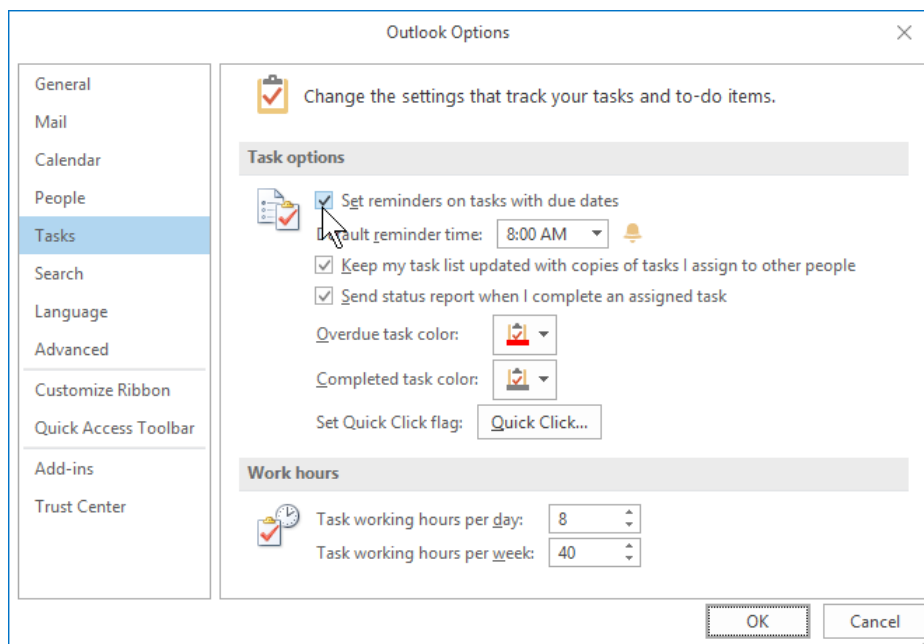 Outlook Options
General
Mail
Calendar
People
Tasks
Search
Language
Advanced
Customize Ribbon
Quick Access Toolbar
Add-ins
Trust Center
Change the settings that track your tasks and to-do items.
Task options
Set reminders on tasks with due dates
reminder time: 8:00 AM
Keep my task list updated with copies of tasks I assign to other people
Send status report when I complete an assigned task
Overdue task color:
Completed task color:
Set Quick Click flag: Quick Click...
Work hours
Task working hours per day: 8
Task working hours per week: 40
OK Cancel